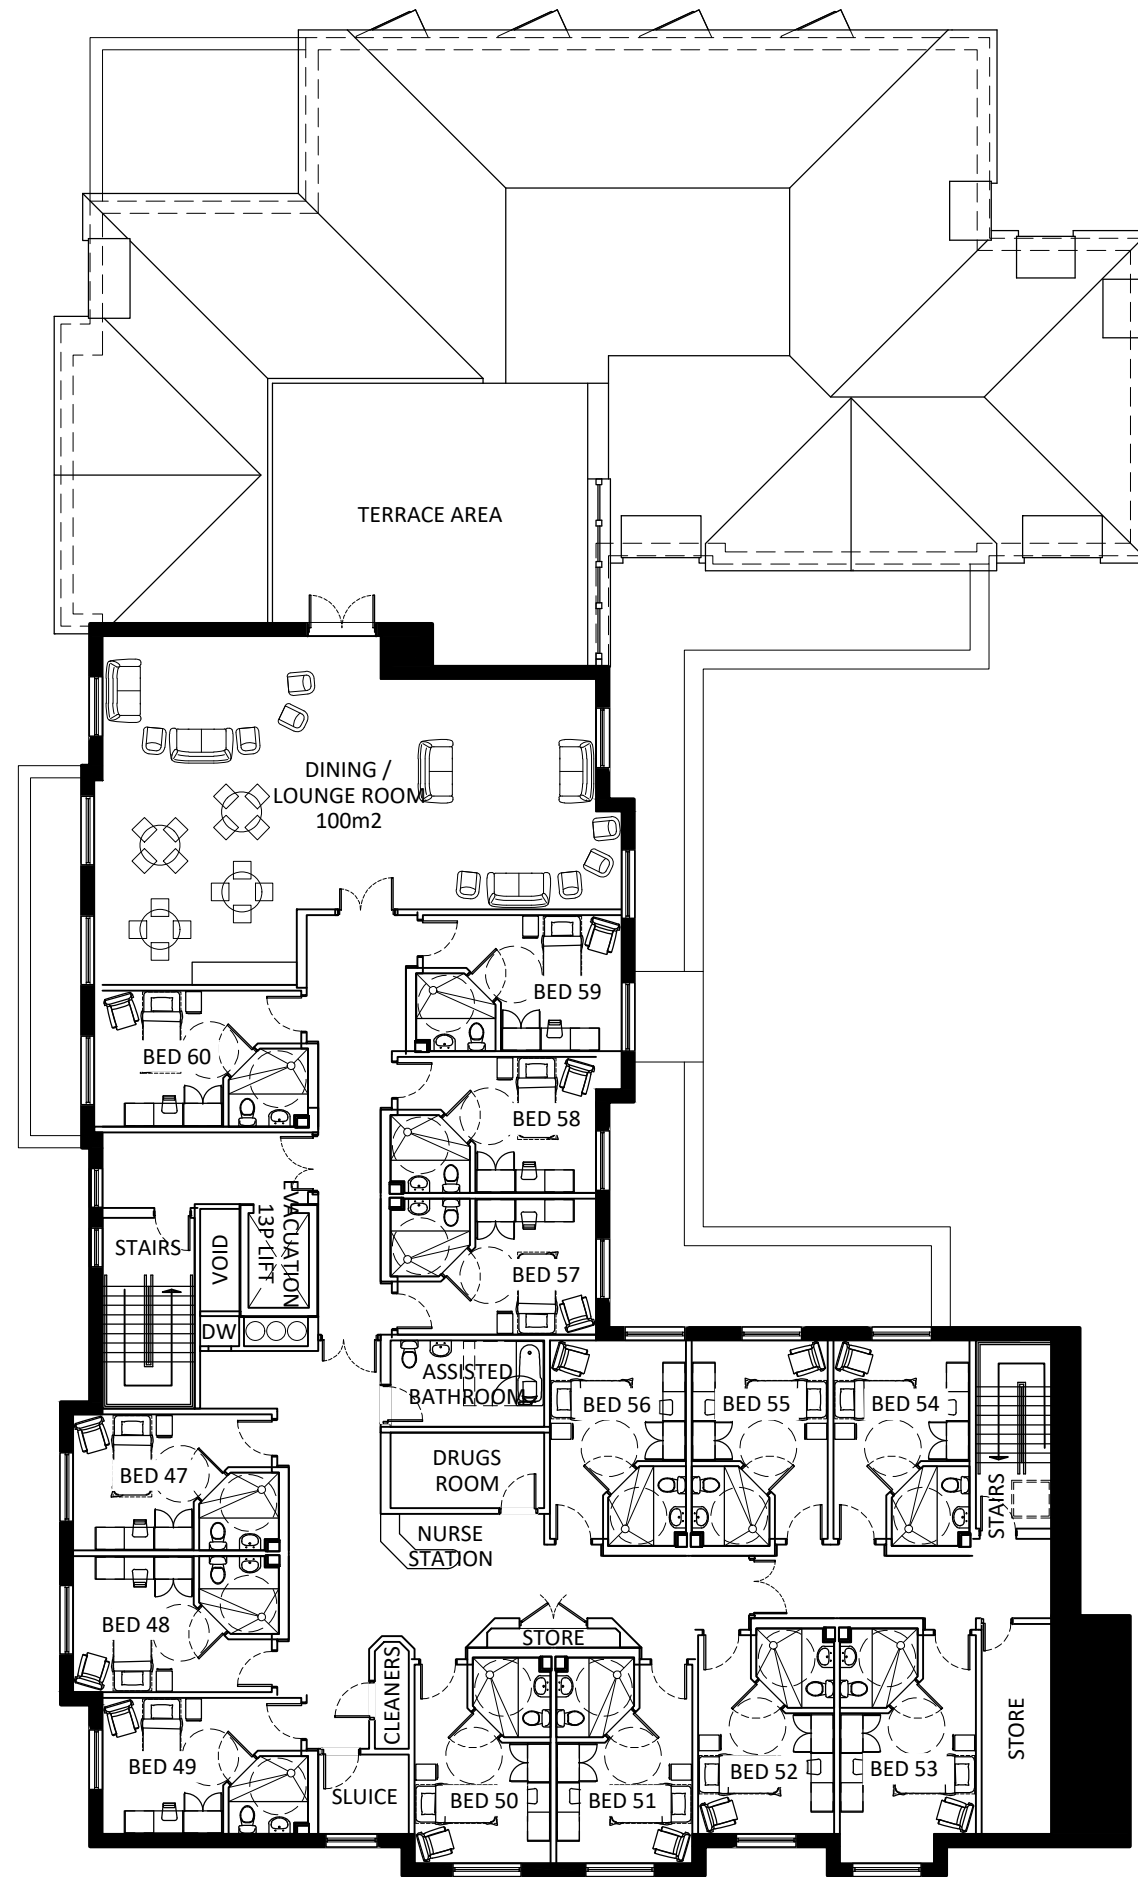 TERRACE AREA
DINING /
LOUNGE ROOM
100m2
BED 59
BED 60
BED 58
EVACUATION
13P LIFT
STAIRS
VOID
BED 57
DW
ASSISTED
BATHROOM
BED 56
BED 55
BED 54
DRUGS
ROOM
BED 47
STAIRS
NURSE
STATION
BED 48
STORE
CLEANERS
STORE
BED 49
SLUICE
BED 50
BED 51
BED 52
BED 53